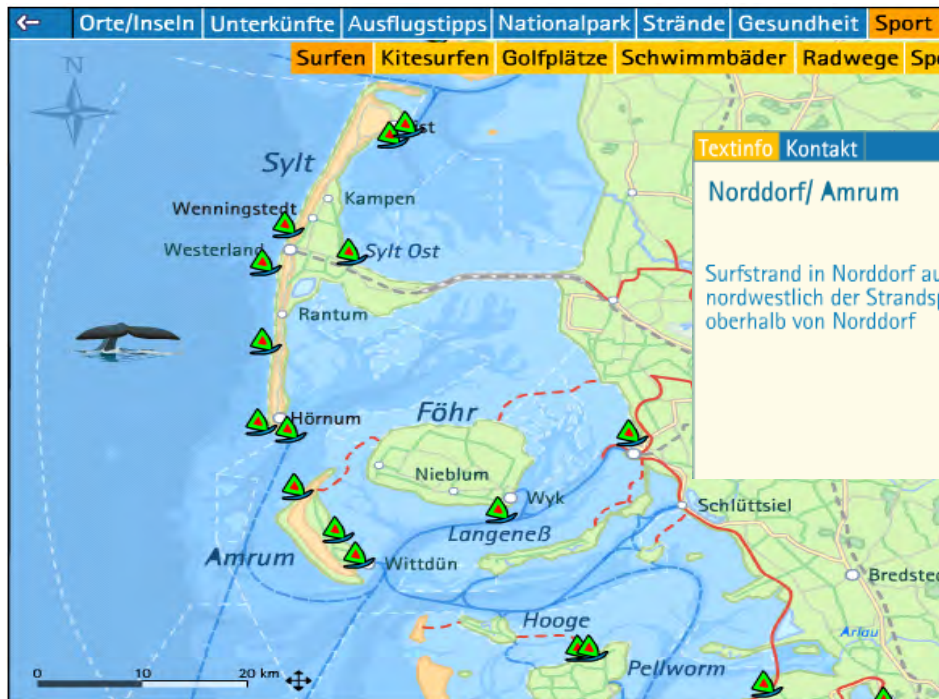 Orte/Inseln Unterkünfte Ausflugstipps Nationalpark Strände Gesundheit Sport
Surfen Kitesurfen Golfplätze Schwimmbäder Radwege
N
Sylt
Kampen
Wenningstedt
Westerland
Sylt Ost
Rantum
Hörnum
Textinfo Kontakt
Norddorf/ Amrum
Surfstrand in Norddorf
nordwestlich der
oberhalb von Norddorf
Föhr
Nieblum
Wyk
Langeneß
Schlüttsiel
Amrum
Wittdün
Hooge
Pellworm
Arlau
0 10 20 km